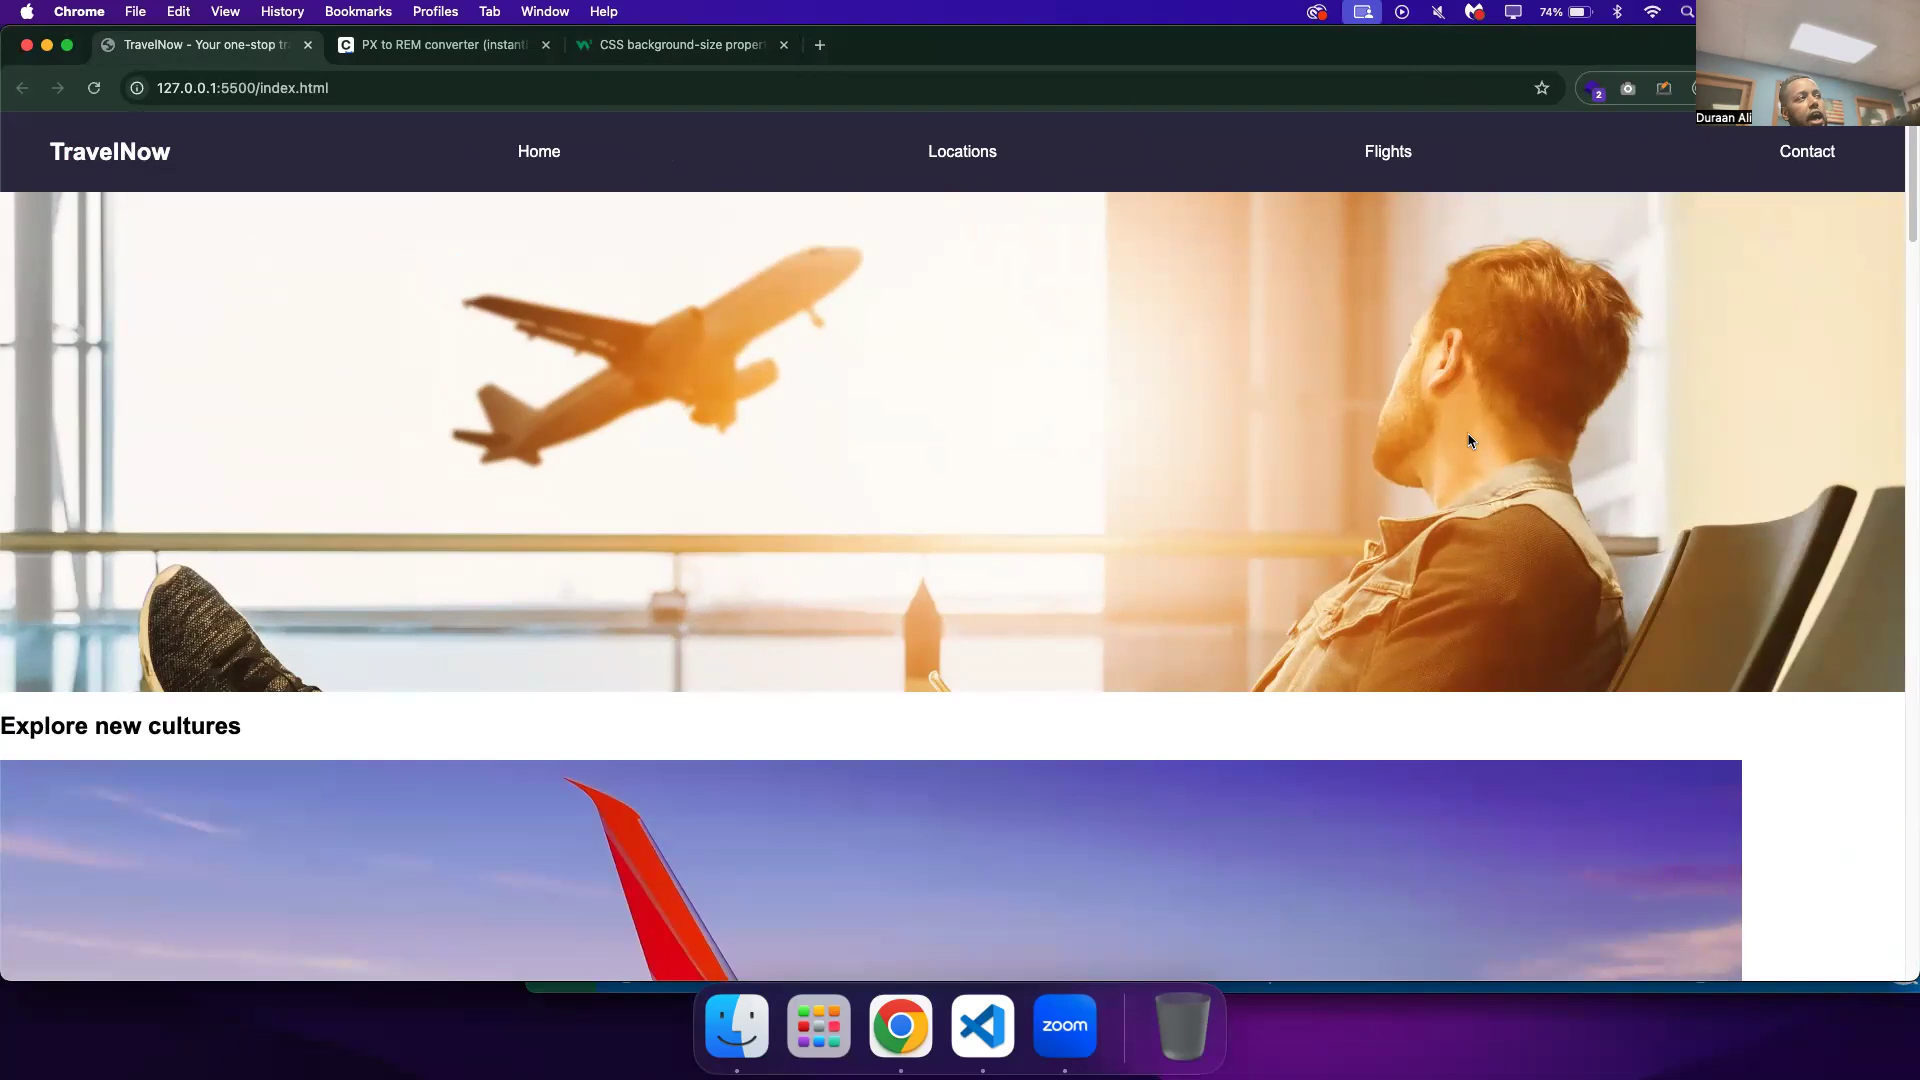 Chrome File Edit View History Bookmarks Profiles Tab Window Help 74%
TravelNow - Your one-stop tr PX to REM converter (instant CSS background-size proper
127.0.0.1:5500/index.html
2
Duraan Ali
TravelNow Home Locations Flights Contact
Explore new cultures
zoom